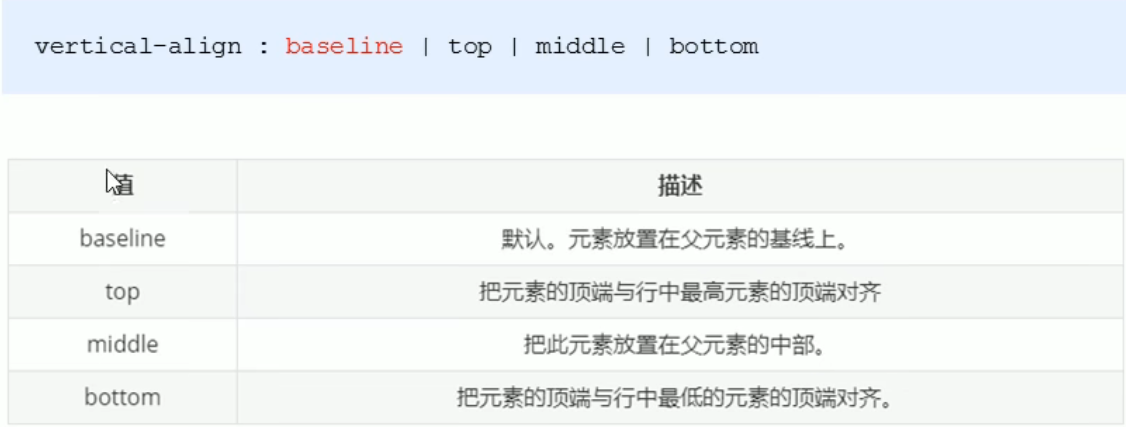 vertical-align : baseline | top | middle | bottom
值 描述
baseline 默认。元素放置在父元素的基线上。
top 把元素的顶端与行中最高元素的顶端对齐
middle 把此元素放置在父元素的中部。
bottom 把元素的顶端与行中最低的元素的顶端对齐。